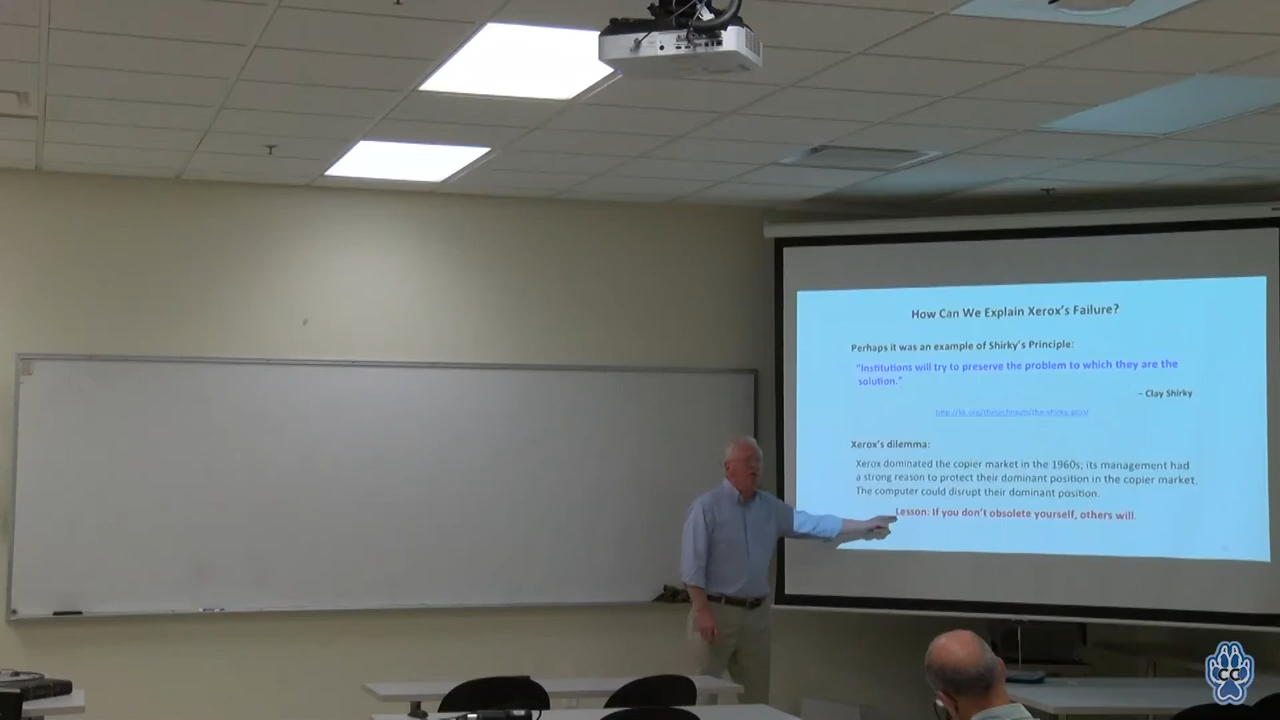 How Can We Explain Xerox's Failure?
Perhaps it was an example of Shirky's Principle:
"Institutions will try to preserve the problem to which they are the
solution."
– Clay Shirky
Xerox's dilemma:
Xerox dominated the copier market in the 1960s; its management had
a strong reason to protect their dominant position in the copier market.
The computer could disrupt their dominant position.
Lesson: If you don't obsolete yourself, others will.
CC